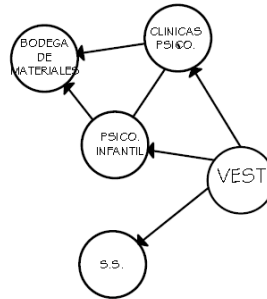 CLINICAS
PSICO.
BODEGA
DE
MATERIALES
PSICO.
INFANTIL
VEST
S.S.